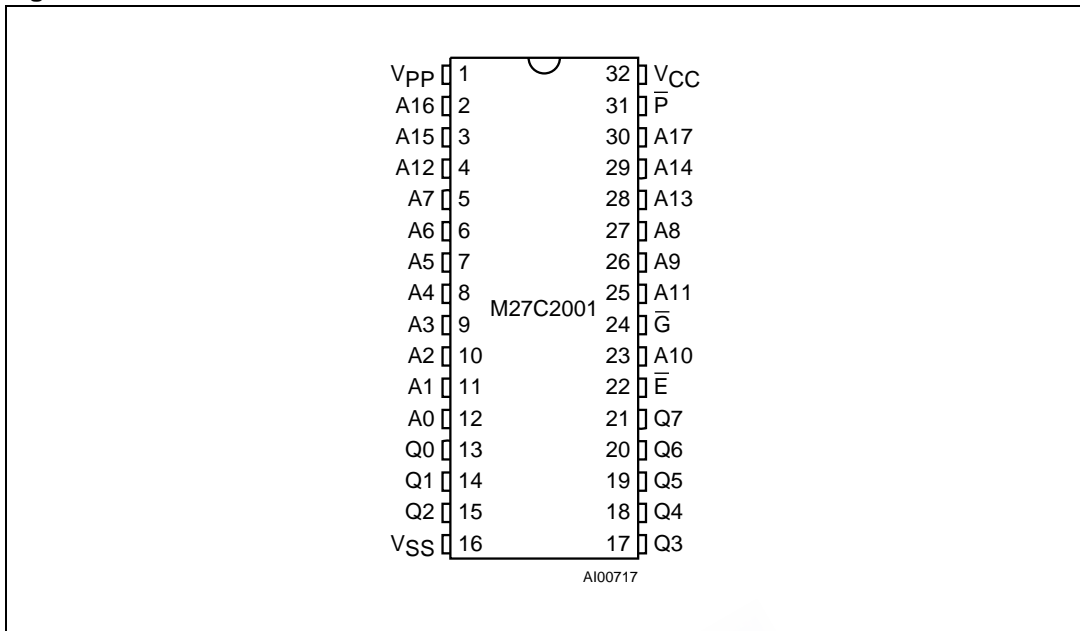 VPP 1 32 VCC
A16 2 31 P̅
A15 3 30 A17
A12 4 29 A14
A7 5 28 A13
A6 6 27 A8
A5 7 26 A9
A4 8 25 A11
M27C2001
A3 9 24 G̅
A2 10 23 A10
A1 11 22 E̅
A0 12 21 Q7
Q0 13 20 Q6
Q1 14 19 Q5
Q2 15 18 Q4
VSS 16 17 Q3
AI00717